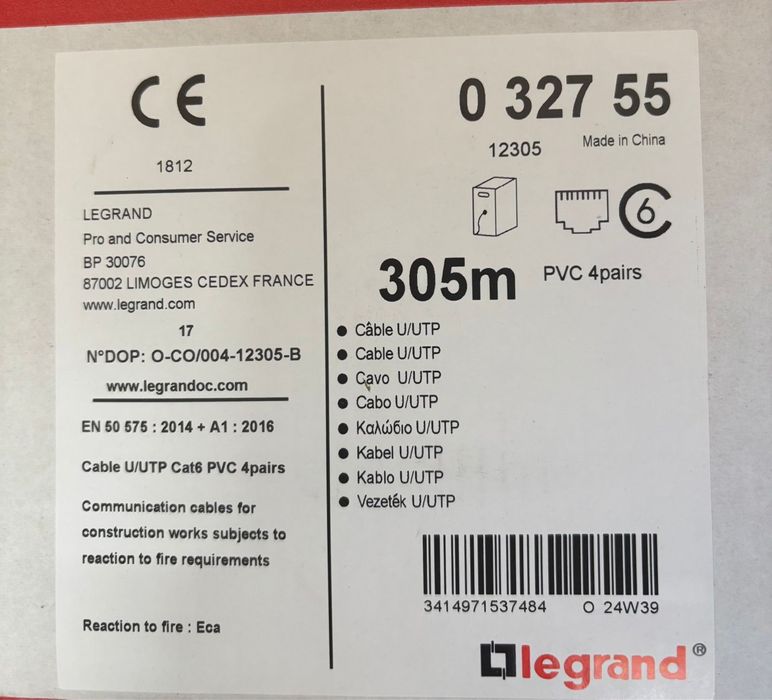 CE
1812
LEGRAND
Pro and Consumer Service
BP 30076
87002 LIMOGES CEDEX FRANCE
www.legrand.com
17
N°DOP: O-CO/004-12305-B
www.legrandoc.com
EN 50 575 : 2014 + A1 : 2016
Cable U/UTP Cat6 PVC 4pairs
Communication cables for
construction works subjects to
reaction to fire requirements
Reaction to fire : Eca
0 327 55
12305 Made in China
C6
305m PVC 4pairs
● Câble U/UTP
● Cable U/UTP
● Cavo U/UTP
● Cabo U/UTP
● Καλώδιο U/UTP
● Kabel U/UTP
● Kablo U/UTP
● Vezeték U/UTP
3414971537484 O 24W39
legrand®